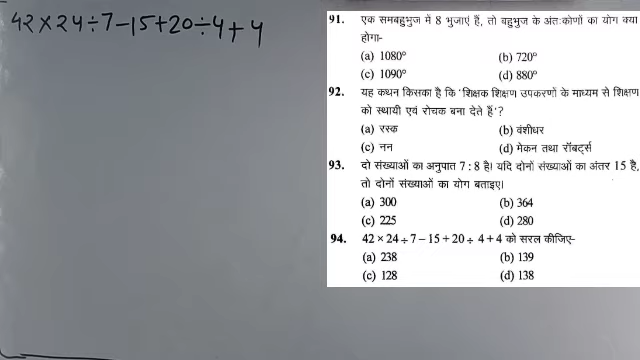 42×24÷7-15+20÷4+4
91. एक समबहुभुज में 8 भुजाएं हैं, तो बहुभुज के अंतःकोणों का योग क्या
होगा-
(a) 1080° (b) 720°
(c) 1090° (d) 880°
92. यह कथन किसका है कि 'शिक्षक शिक्षण उपकरणों के माध्यम से शिक्षण
को स्थायी एवं रोचक बना देते हैं'?
(a) रस्क (b) वंशीधर
(c) नन (d) मेकन तथा रॉबर्ट्स
93. दो संख्याओं का अनुपात 7 : 8 है। यदि दोनों संख्याओं का अंतर 15 है,
तो दोनों संख्याओं का योग बताइए।
(a) 300 (b) 364
(c) 225 (d) 280
94. 42 × 24 ÷ 7 – 15 + 20 ÷ 4 + 4 को सरल कीजिए-
(a) 238 (b) 139
(c) 128 (d) 138